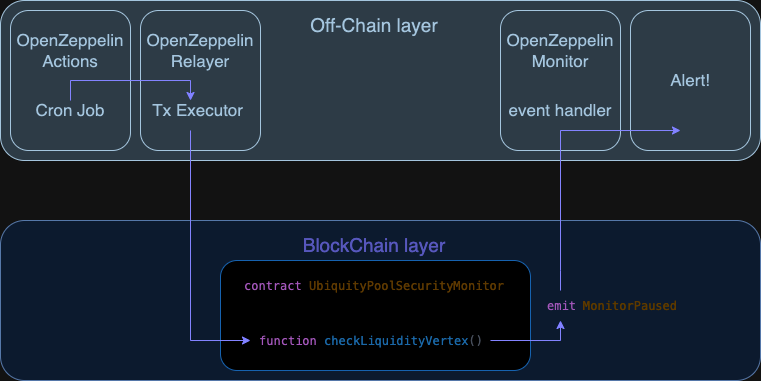 Off-Chain layer
OpenZeppelin
Actions
Cron Job
OpenZeppelin
Relayer
Tx Executor
OpenZeppelin
Monitor
event handler
Alert!
BlockChain layer
contract UbiquityPoolSecurityMonitor
function checkLiquidityVertex()
emit MonitorPaused